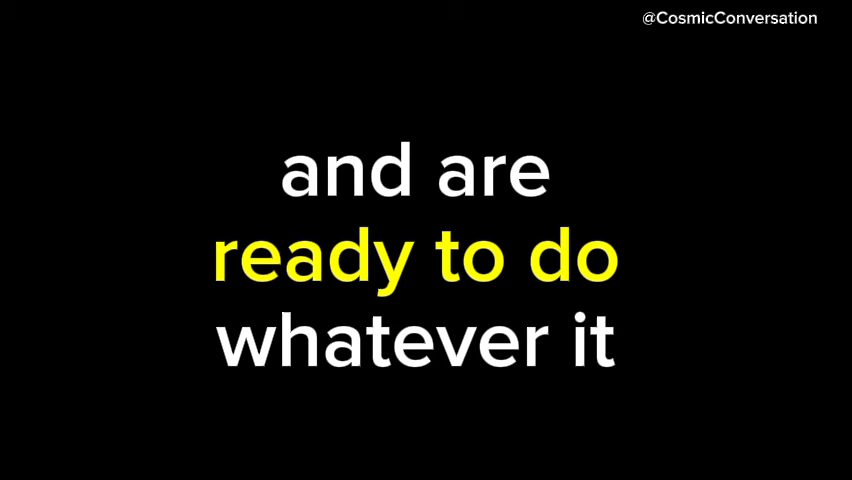 @CosmicConversation
and are
ready to do
whatever it